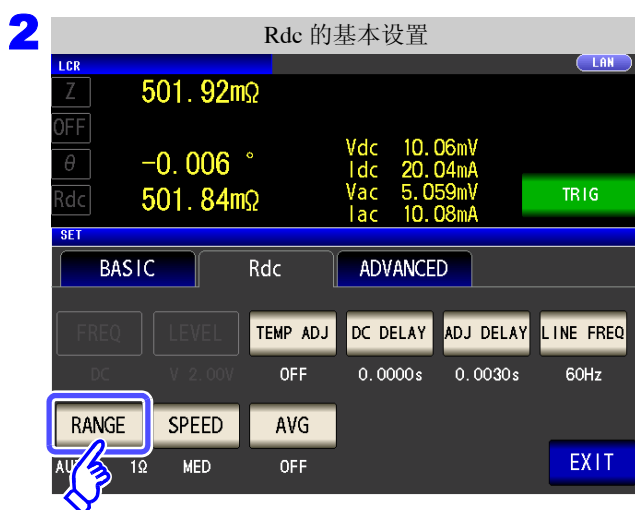 2
Rdc 的基本设置
LCR
LAN
Z 501.92mΩ
OFF
θ -0.006 °
Rdc 501.84mΩ
Vdc 10.06mV
Idc 20.04mA
Vac 5.059mV
Iac 10.08mA
TRIG
SET
BASIC Rdc ADVANCED
FREQ LEVEL TEMP ADJ DC DELAY ADJ DELAY LINE FREQ
DC V 2.00V OFF 0.0000s 0.0030s 60Hz
RANGE SPEED AVG
1Ω MED OFF
EXIT